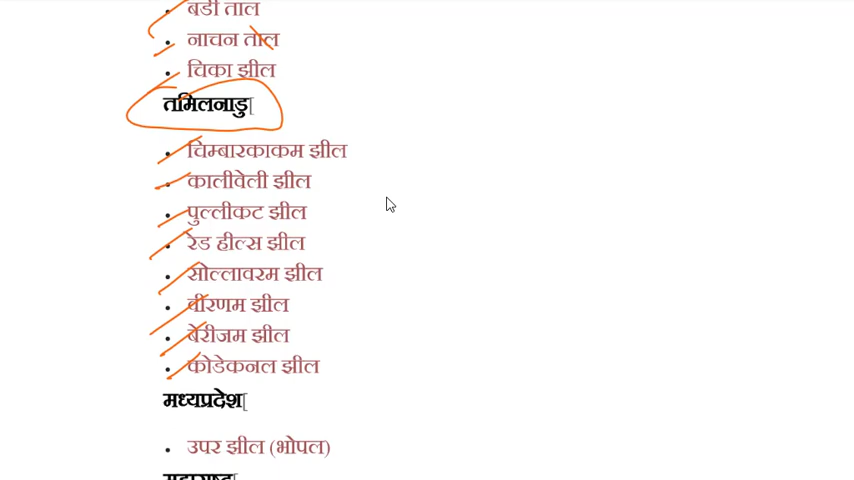 बडी ताल
नाचन ताल
चिका झील
तमिलनाडु[
चिम्बारकाकम झील
कालीवेली झील
पुल्लीकट झील
रेड हील्स झील
सोल्लावरम झील
वीरणम झील
बेरीजम झील
कोडेकनल झील
मध्यप्रदेश[
उपर झील (भोपल)